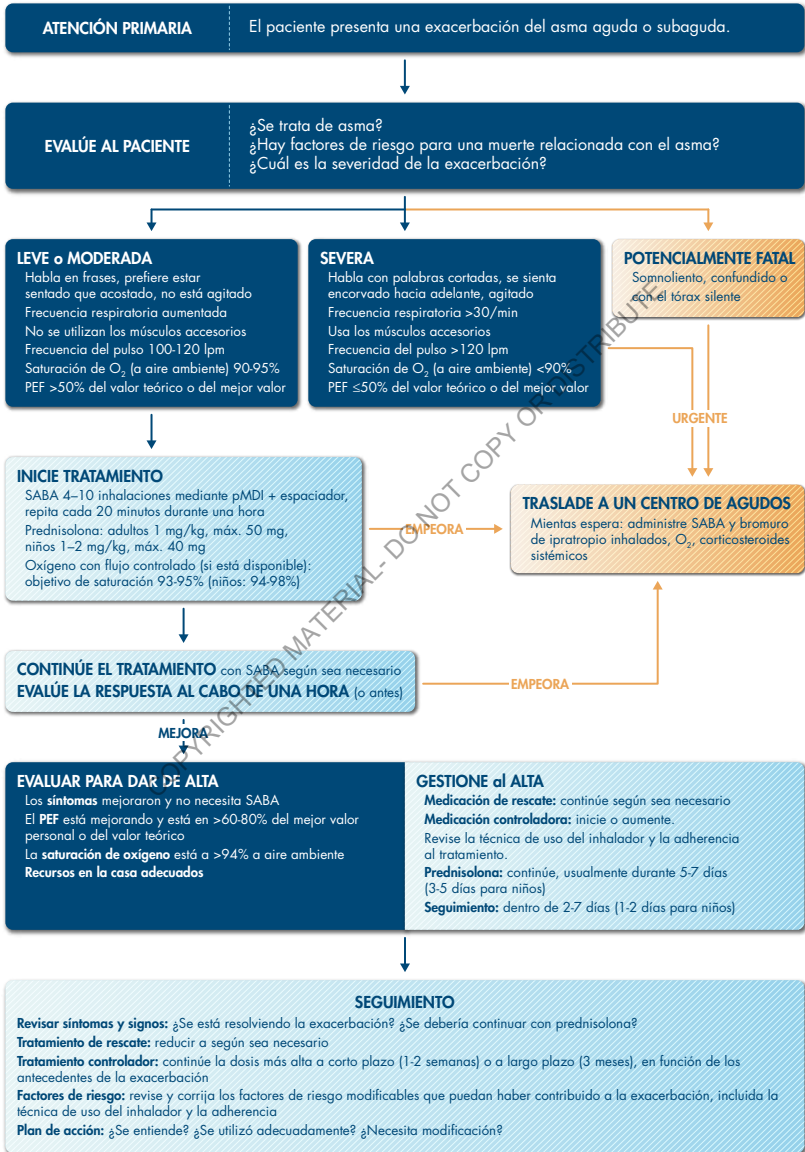 ATENCIÓN PRIMARIA
El paciente presenta una exacerbación del asma aguda o subaguda.
EVALÚE AL PACIENTE
¿Se trata de asma?
¿Hay factores de riesgo para una muerte relacionada con el asma?
¿Cuál es la severidad de la exacerbación?
LEVE o MODERADA
Habla en frases, prefiere estar
sentado que acostado, no está agitado
Frecuencia respiratoria aumentada
No se utilizan los músculos accesorios
Frecuencia del pulso 100-120 lpm
Saturación de O2 (a aire ambiente) 90-95%
PEF >50% del valor teórico o del mejor valor
SEVERA
Habla con palabras cortadas, se sienta
encorvado hacia adelante, agitado
Frecuencia respiratoria >30/min
Usa los músculos accesorios
Frecuencia del pulso >120 lpm
Saturación de O2 (a aire ambiente) <90%
PEF ≤50% del valor teórico o del mejor valor
POTENCIALMENTE FATAL
Somnoliento, confundido o
con el tórax silente
URGENTE
INICIE TRATAMIENTO
SABA 4–10 inhalaciones mediante pMDI + espaciador,
repita cada 20 minutos durante una hora
Prednisolona: adultos 1 mg/kg, máx. 50 mg,
niños 1–2 mg/kg, máx. 40 mg
Oxígeno con flujo controlado (si está disponible):
objetivo de saturación 93-95% (niños: 94-98%)
EMPEORA
TRASLADE A UN CENTRO DE AGUDOS
Mientas espera: administre SABA y bromuro
de ipratropio inhalados, O2, corticosteroides
sistémicos
CONTINÚE EL TRATAMIENTO con SABA según sea necesario
EVALÚE LA RESPUESTA AL CABO DE UNA HORA (o antes)
EMPEORA
MEJORA
EVALUAR PARA DAR DE ALTA
Los síntomas mejoraron y no necesita SABA
El PEF está mejorando y está en >60-80% del mejor valor
personal o del valor teórico
La saturación de oxígeno está a >94% a aire ambiente
Recursos en la casa adecuados
GESTIONE al ALTA
Medicación de rescate: continúe según sea necesario
Medicación controladora: inicie o aumente.
Revise la técnica de uso del inhalador y la adherencia
al tratamiento.
Prednisolona: continúe, usualmente durante 5-7 días
(3-5 días para niños)
Seguimiento: dentro de 2-7 días (1-2 días para niños)
SEGUIMIENTO
Revisar síntomas y signos: ¿Se está resolviendo la exacerbación? ¿Se debería continuar con prednisolona?
Tratamiento de rescate: reducir a según sea necesario
Tratamiento controlador: continúe la dosis más alta a corto plazo (1-2 semanas) o a largo plazo (3 meses), en función de los
antecedentes de la exacerbación
Factores de riesgo: revise y corrija los factores de riesgo modificables que puedan haber contribuido a la exacerbación, incluida la
técnica de uso del inhalador y la adherencia
Plan de acción: ¿Se entiende? ¿Se utilizó adecuadamente? ¿Necesita modificación?
COPYRIGHTED MATERIAL- DO NOT COPY OR DISTRIBUTE